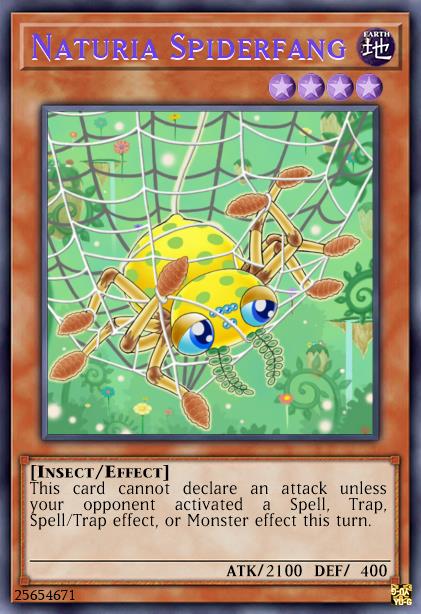 Naturia Spiderfang
EARTH
地
[Insect/Effect]
This card cannot declare an attack unless
your opponent activated a Spell, Trap,
Spell/Trap effect, or Monster effect this turn.
ATK/2100 DEF/ 400
25654671